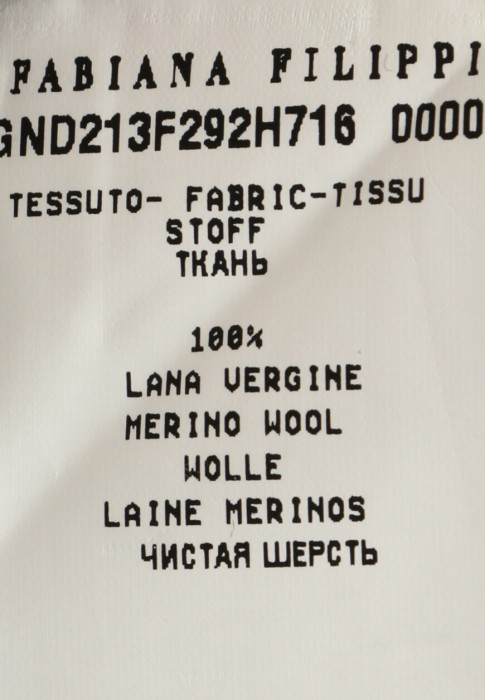 FABIANA FILIPPI
GND213F292H716 0000
TESSUTO- FABRIC-TISSU
STOFF
ТКАНЬ
100%
LANA VERGINE
MERINO WOOL
WOLLE
LAINE MERINOS
ЧИСТАЯ ШЕРСТЬ